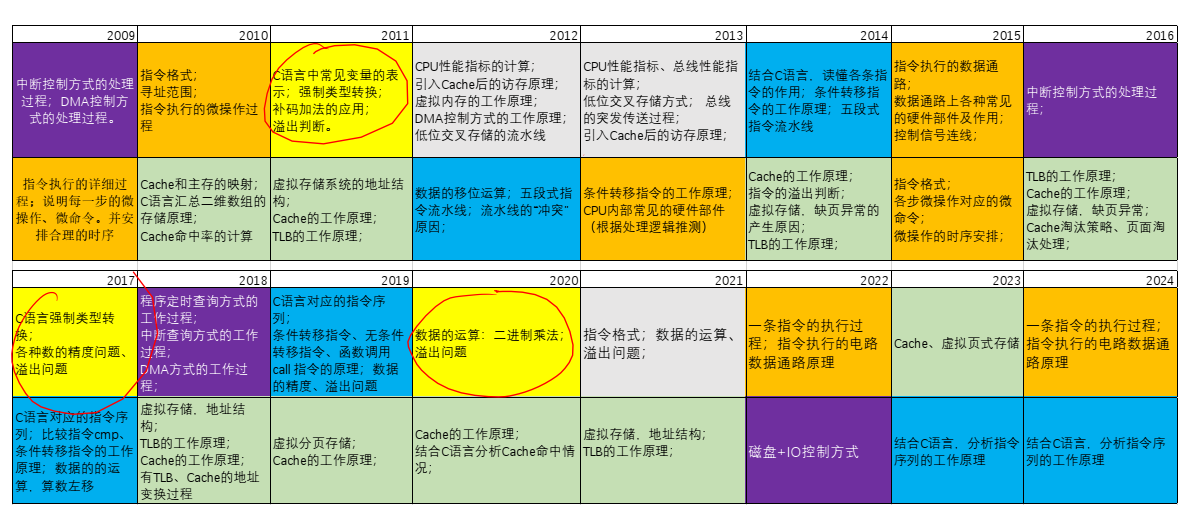 2009
2010
2011
2012
2013
2014
2015
2016
中断控制方式的处理
过程；DMA控制方
式的处理过程。
指令格式；
寻址范围；
指令执行的微操作过
程
C语言中常见变量的表
示；强制类型转换；
补码加法的应用；
溢出判断。
CPU性能指标的计算；
引入Cache后的访存原理；
虚拟内存的工作原理；
DMA控制方式的工作原理；
低位交叉存储的流水线
CPU性能指标、总线性能指
标的计算；
低位交叉存储方式； 总线
的突发传送过程；
引入Cache后的访存原理；
结合C语言，读懂各条指
令的作用；条件转移指令
的工作原理；五段式
指令流水线
指令执行的数据通
路；
数据通路上各种常见
的硬件部件及作用；
控制信号连线；
中断控制方式的处理过
程；
指令执行的详细过
程；说明每一步的微
操作、微命令。并安
排合理的时序
Cache和主存的映射；
C语言汇总二维数组的
存储原理；
Cache命中率的计算
虚拟存储系统的地址结
构；
Cache的工作原理；
TLB的工作原理；
数据的移位运算；五段式指
令流水线；流水线的“冲突”
原因；
条件转移指令的工作原理；
CPU内部常见的硬件部件
（根据处理逻辑推测）
Cache的工作原理；
指令的溢出判断；
虚拟存储，缺页异常的
产生原因；
TLB的工作原理；
指令格式；
各步微操作对应的微
命令；
微操作的时序安排；
TLB的工作原理；
Cache的工作原理；
虚拟存储，缺页异常；
Cache淘汰策略、页面淘
汰处理；
2017
2018
2019
2020
2021
2022
2023
2024
C语言强制类型转
换；
各种数的精度问题、
溢出问题
程序定时查询方式的
工作过程；
中断查询方式的工作
过程；
DMA方式的工作过
程；
C语言对应的指令序
列；
条件转移指令、无条件
转移指令、函数调用
call 指令的原理；数据
的精度、溢出问题
数据的运算：二进制乘法；
溢出问题
指令格式；数据的运算、
溢出问题；
一条指令的执行过
程；指令执行的电路
数据通路原理
Cache、虚拟页式存储
一条指令的执行过程；
指令执行的电路数据通
路原理
C语言对应的指令序
列；比较指令cmp、
条件转移指令的工作
原理；数据的的运
算，算数左移
虚拟存储，地址结
构；
TLB的工作原理；
Cache的工作原理；
有TLB、Cache的地址
变换过程
虚拟分页存储；
Cache的工作原理；
Cache的工作原理；
结合C语言分析Cache命中情
况；
虚拟存储，地址结构；
TLB的工作原理；
磁盘+IO控制方式
结合C语言，分析指令
序列的工作原理
结合C语言，分析指令序
列的工作原理